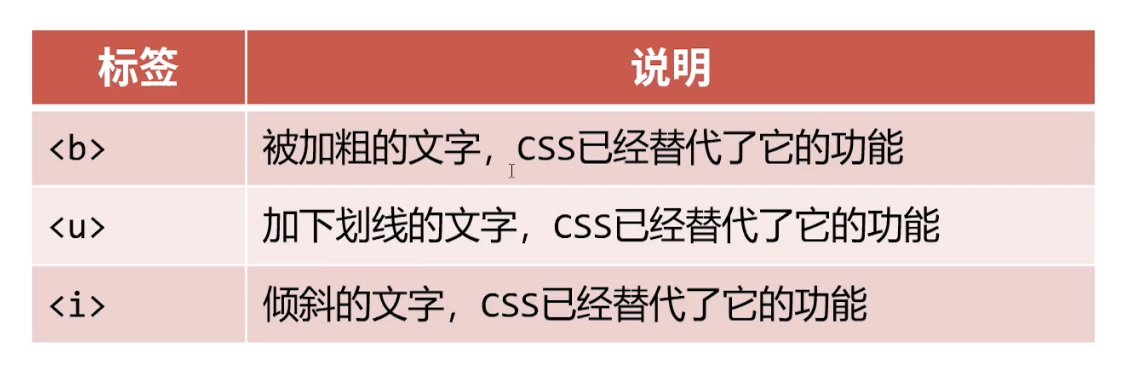 标签 说明
<b> 被加粗的文字，CSS已经替代了它的功能
<u> 加下划线的文字，CSS已经替代了它的功能
<i> 倾斜的文字，CSS已经替代了它的功能